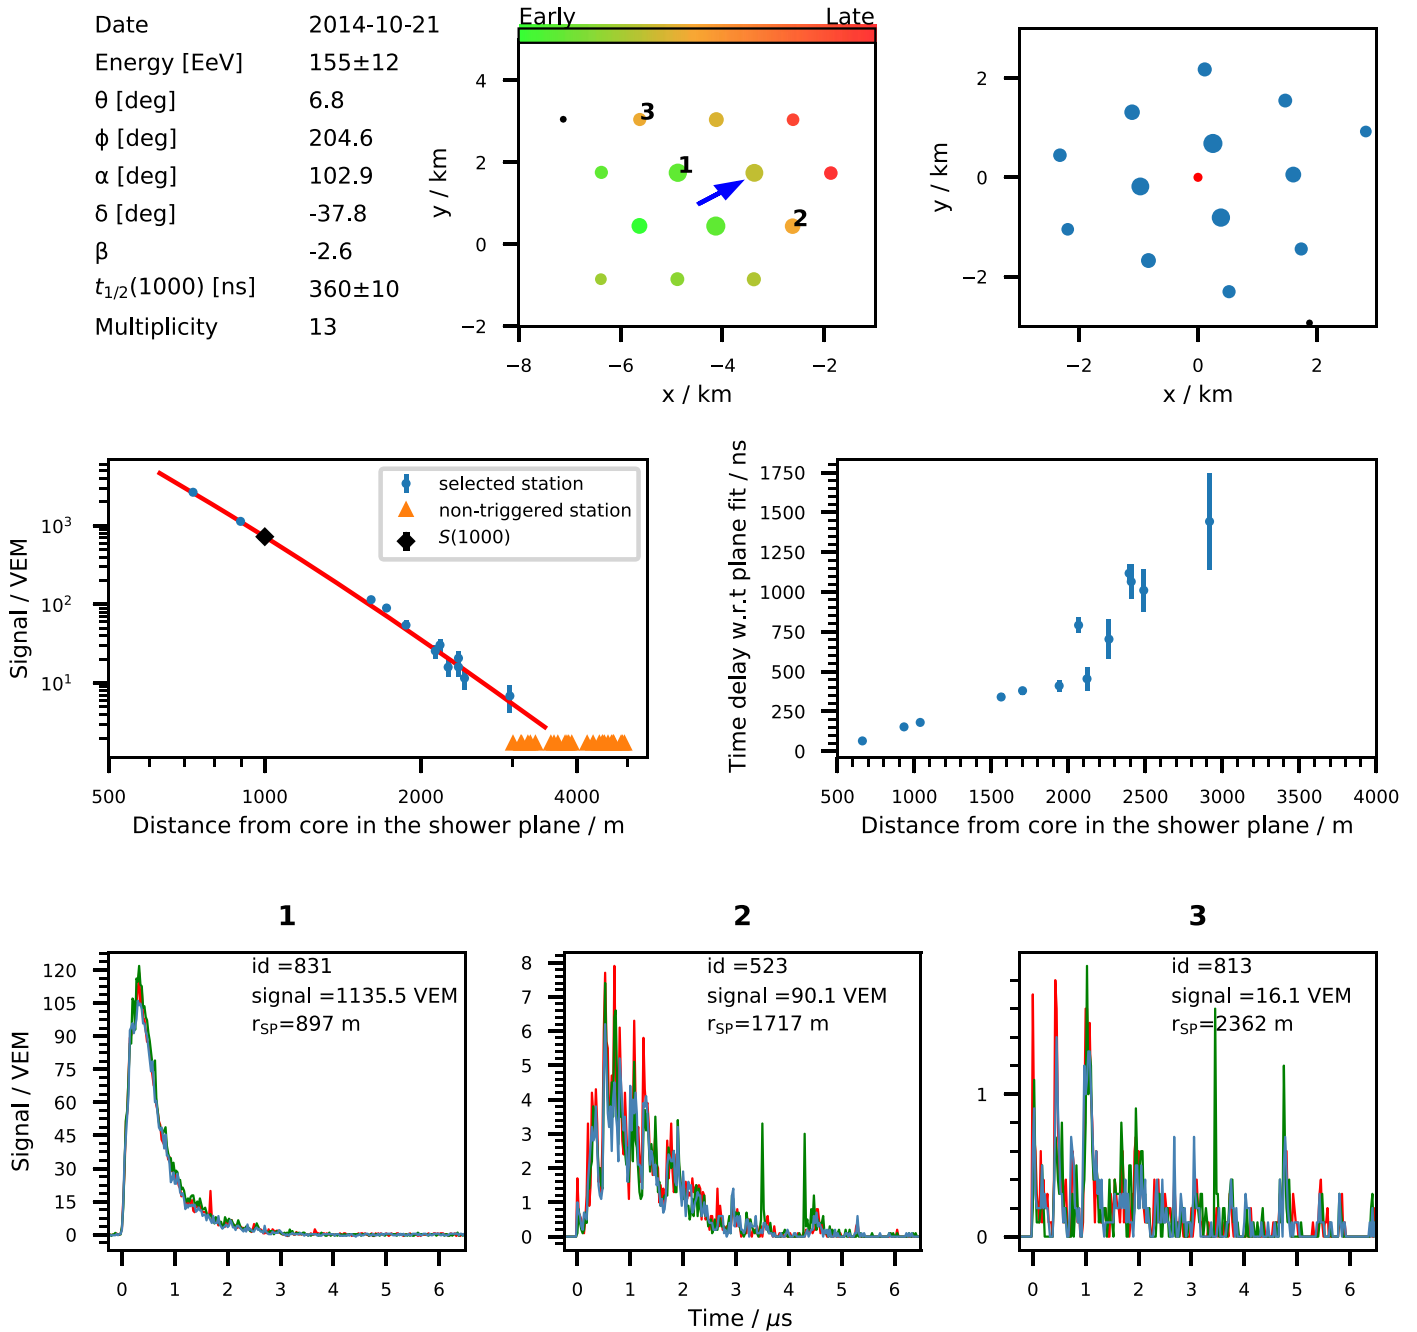 Date 2014-10-21
Energy [EeV] 155±12
θ [deg] 6.8
ϕ [deg] 204.6
α [deg] 102.9
δ [deg] -37.8
β -2.6
t1/2(1000) [ns] 360±10
Multiplicity 13
Early Late
3
1
2
4
2
0
−2
−8 −6 −4 −2
y / km
x / km
2
0
−2
−2 0 2
y / km
x / km
selected station
non-triggered station
S(1000)
10^3
10^2
10^1
500 1000 2000 4000
Signal / VEM
Distance from core in the shower plane / m
1750
1500
1250
1000
750
500
250
0
500 1000 1500 2000 2500 3000 3500 4000
Time delay w.r.t plane fit / ns
Distance from core in the shower plane / m
1
id =831
signal =1135.5 VEM
rSP=897 m
120
105
90
75
60
45
30
15
0
0 1 2 3 4 5 6
Signal / VEM
2
id =523
signal =90.1 VEM
rSP=1717 m
8
7
6
5
4
3
2
1
0
0 1 2 3 4 5 6
Time / μs
3
id =813
signal =16.1 VEM
rSP=2362 m
1
0
0 1 2 3 4 5 6